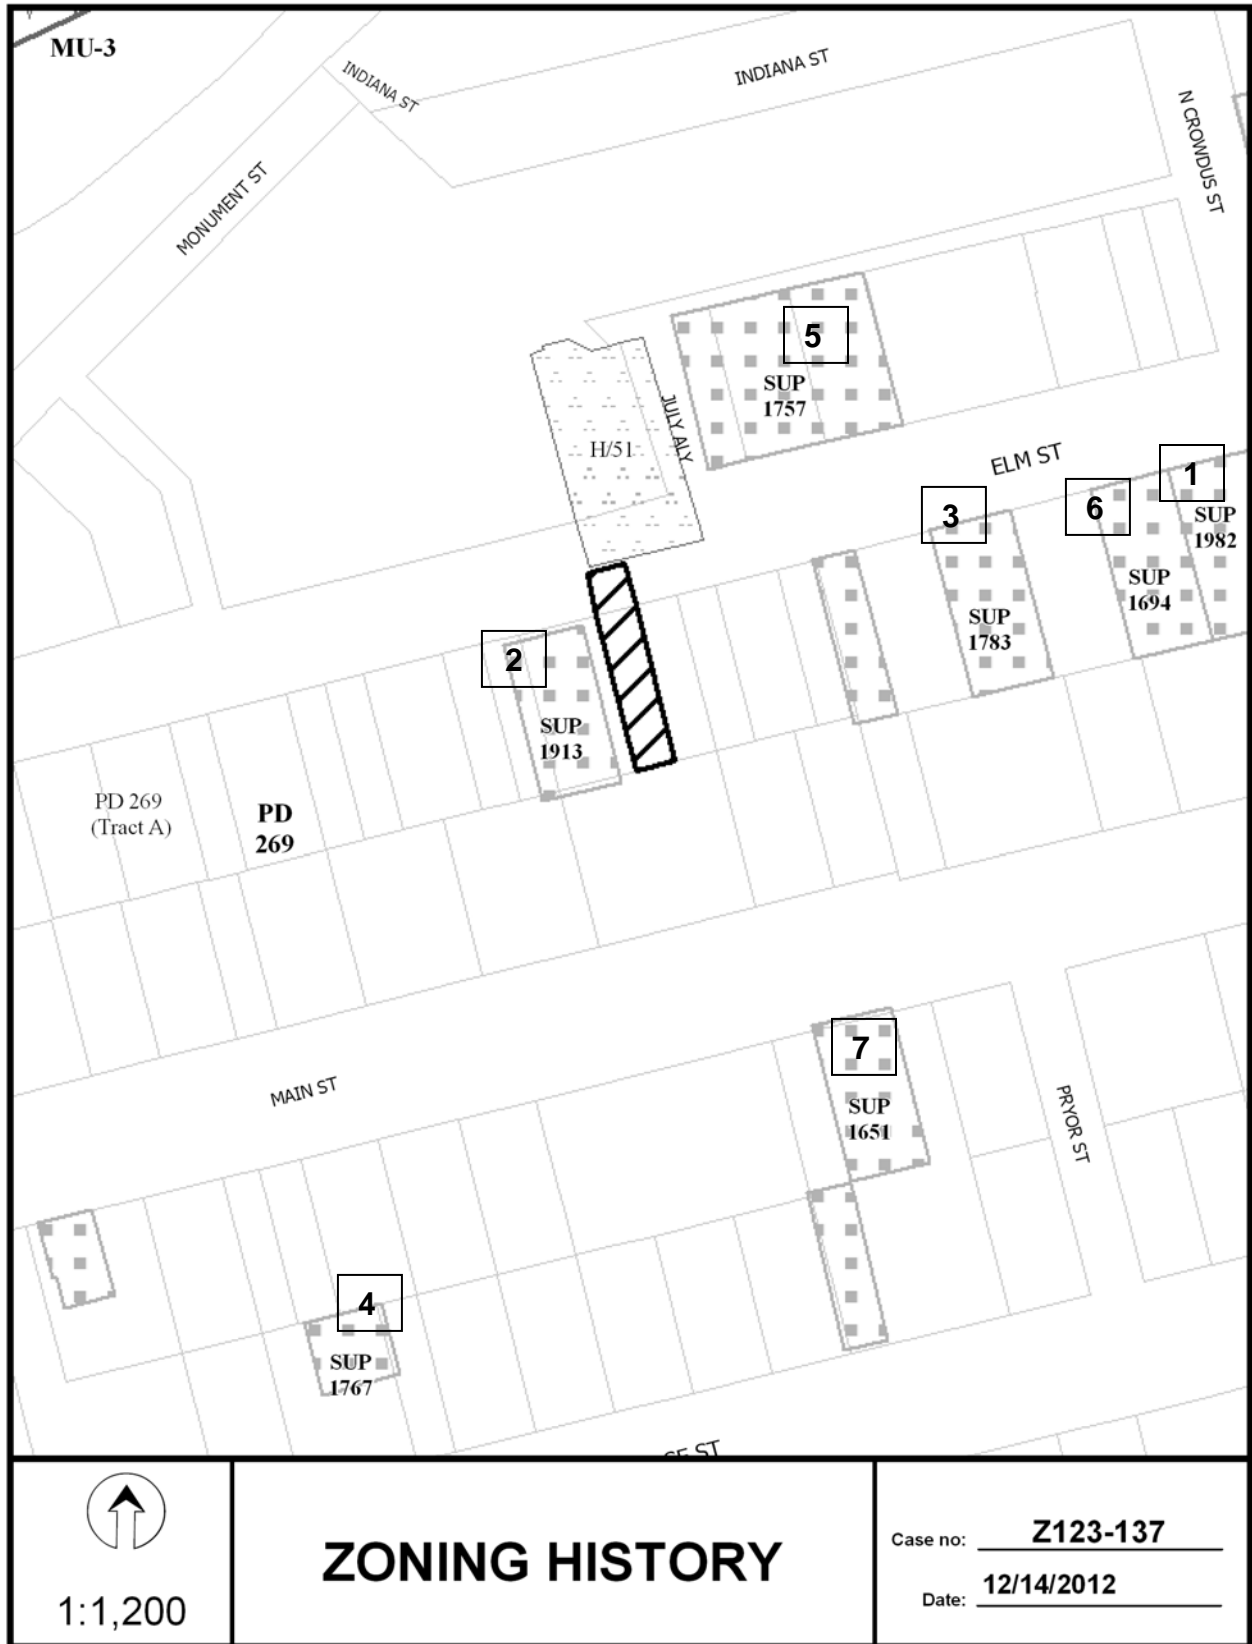 MU-3
INDIANA ST
INDIANA ST
N CROWDUS ST
MONUMENT ST
5
SUP
1757
JULY ALY
H/51
ELM ST
1
SUP
1982
6
SUP
1694
3
SUP
1783
2
SUP
1913
PD 269
(Tract A)
PD
269
MAIN ST
7
SUP
1651
PRYOR ST
4
SUP
1767
ST
1:1,200
ZONING HISTORY
Case no: Z123-137
Date: 12/14/2012